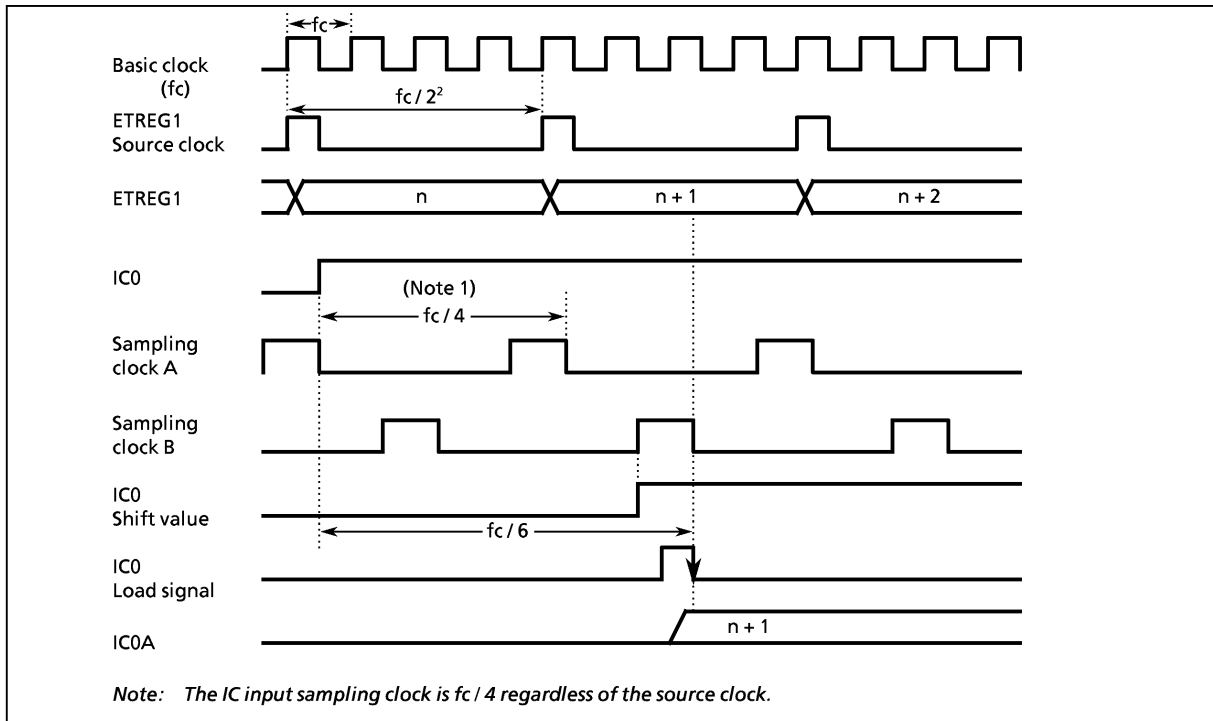 fc
Basic clock
(fc)
fc / 2²
ETREG1
Source clock
ETREG1
n
n + 1
n + 2
IC0
(Note 1)
fc / 4
Sampling
clock A
Sampling
clock B
IC0
Shift value
fc / 6
IC0
Load signal
IC0A
n + 1
Note: The IC input sampling clock is fc / 4 regardless of the source clock.